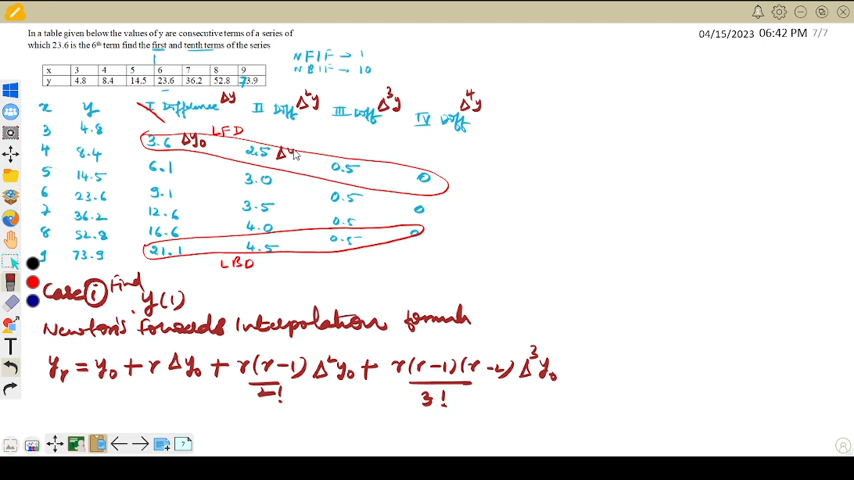 04/15/2023 06:42 PM 7/7
In a table given below the values of y are consecutive terms of a series of
which 23.6 is the 6th term find the first and tenth terms of the series
NFIF → 1
NBIF → 10
x 3 4 5 6 7 8 9
y 4.8 8.4 14.5 23.6 36.2 52.8 73.9
x y I Difference Δy II Diff Δ²y III Diff Δ³y IV Diff Δ⁴y
LFD
3 4.8
3.6 Δy₀
4 8.4 2.5 Δ
6.1 0.5
5 14.5 3.0 0
9.1 0.5
6 23.6 3.5 0
7 36.2 12.6 0.5
8 52.8 16.6 4.0 0
0.5
9 73.9 21.1 4.5
LBD
Case (i) Find y(1)
Newton's forwards Interpolation formula
yᵣ = y₀ + r Δy₀ + r(r-1)/2! Δ²y₀ + r(r-1)(r-2)/3! Δ³y₀